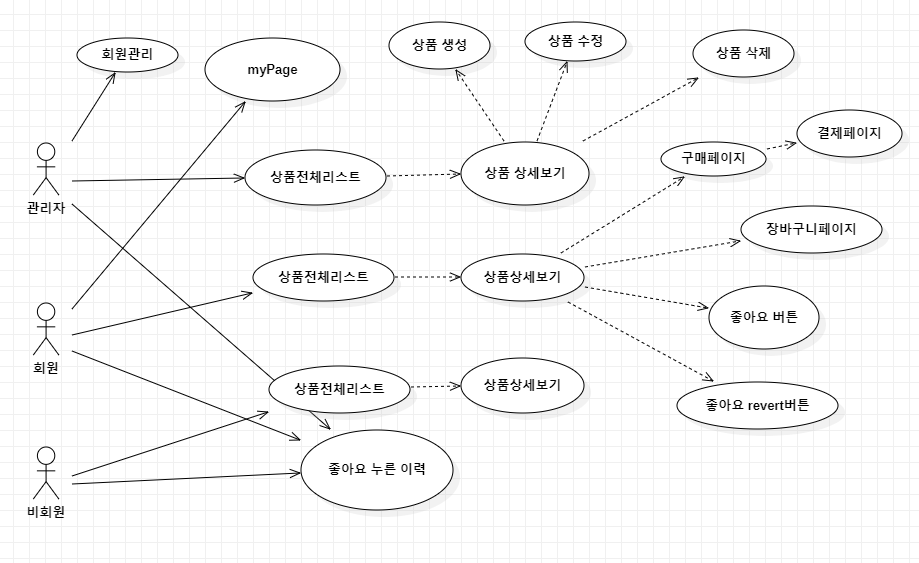 회원관리
myPage
상품 생성
상품 수정
상품 삭제
관리자
상품전체리스트
상품 상세보기
구매페이지
결제페이지
장바구니페이지
상품전체리스트
상품상세보기
좋아요 버튼
회원
상품전체리스트
상품상세보기
좋아요 revert버튼
좋아요 누른 이력
비회원